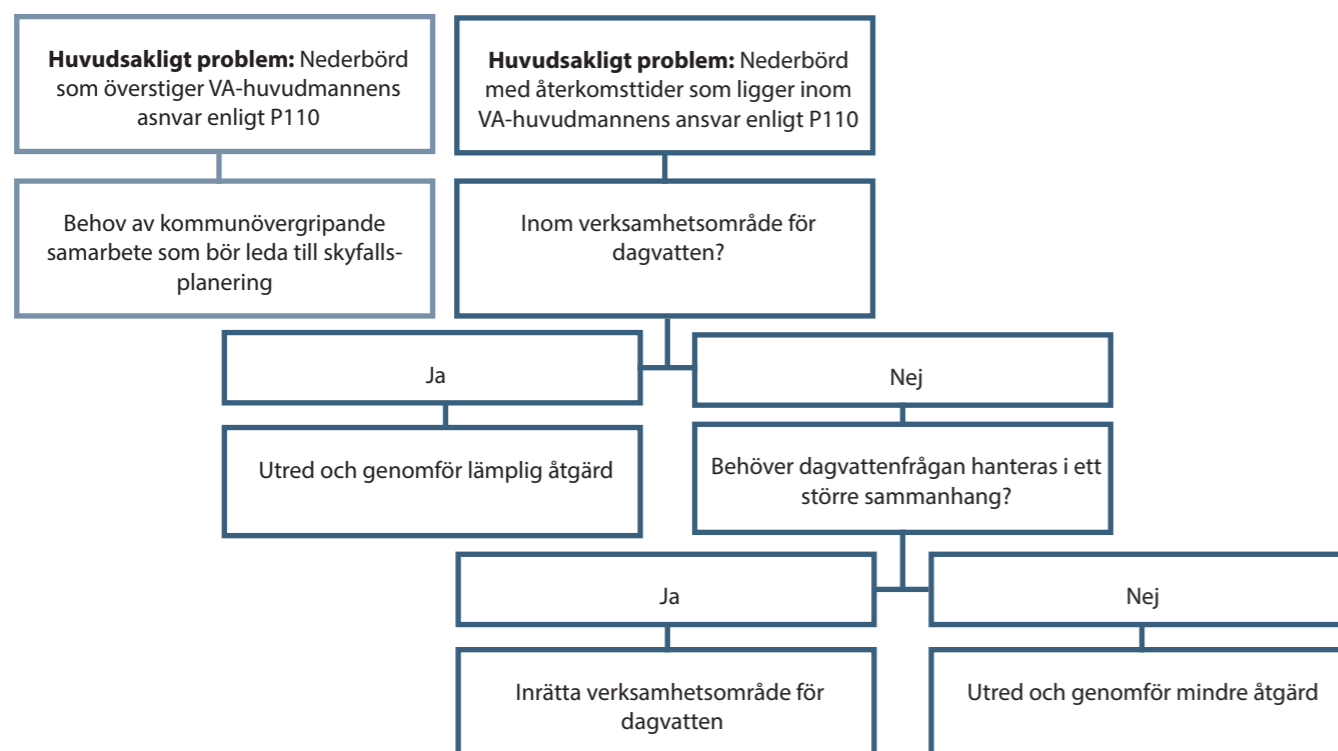 Huvudsakligt problem: Nederbörd
som överstiger VA-huvudmannens
asnvar enligt P110
Huvudsakligt problem: Nederbörd
med återkomsttider som ligger inom
VA-huvudmannens ansvar enligt P110
Behov av kommunövergripande
samarbete som bör leda till skyfalls-
planering
Inom verksamhetsområde för
dagvatten?
Ja
Nej
Utred och genomför lämplig åtgärd
Behöver dagvattenfrågan hanteras i ett
större sammanhang?
Ja
Nej
Inrätta verksamhetsområde för
dagvatten
Utred och genomför mindre åtgärd